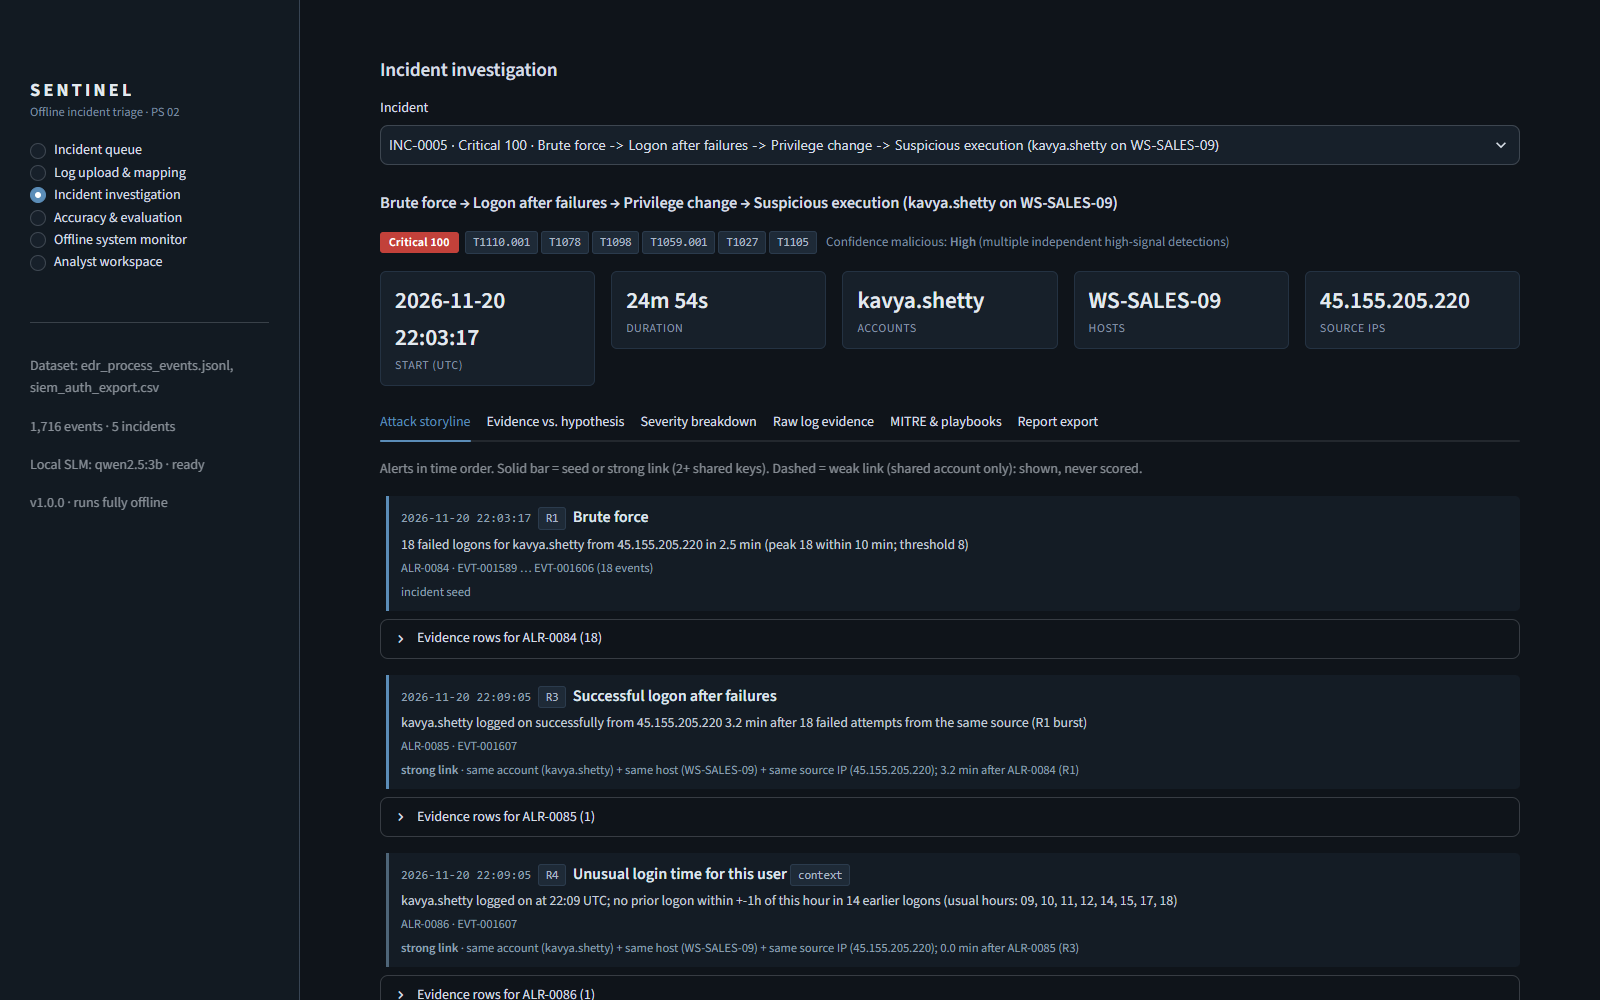 SENTINEL
Offline incident triage · PS 02
Incident queue
Log upload & mapping
Incident investigation
Accuracy & evaluation
Offline system monitor
Analyst workspace
Dataset: edr_process_events.jsonl,
siem_auth_export.csv
1,716 events · 5 incidents
Local SLM: qwen2.5:3b · ready
v1.0.0 · runs fully offline
Incident investigation
Incident
INC-0005 · Critical 100 · Brute force -> Logon after failures -> Privilege change -> Suspicious execution (kavya.shetty on WS-SALES-09)
Brute force → Logon after failures → Privilege change → Suspicious execution (kavya.shetty on WS-SALES-09)
Critical 100 T1110.001 T1078 T1098 T1059.001 T1027 T1105 Confidence malicious: High (multiple independent high-signal detections)
2026-11-20
22:03:17
START (UTC)
24m 54s
DURATION
kavya.shetty
ACCOUNTS
WS-SALES-09
HOSTS
45.155.205.220
SOURCE IPS
Attack storyline Evidence vs. hypothesis Severity breakdown Raw log evidence MITRE & playbooks Report export
Alerts in time order. Solid bar = seed or strong link (2+ shared keys). Dashed = weak link (shared account only): shown, never scored.
2026-11-20 22:03:17 R1 Brute force
18 failed logons for kavya.shetty from 45.155.205.220 in 2.5 min (peak 18 within 10 min; threshold 8)
ALR-0084 · EVT-001589 … EVT-001606 (18 events)
incident seed
Evidence rows for ALR-0084 (18)
2026-11-20 22:09:05 R3 Successful logon after failures
kavya.shetty logged on successfully from 45.155.205.220 3.2 min after 18 failed attempts from the same source (R1 burst)
ALR-0085 · EVT-001607
strong link · same account (kavya.shetty) + same host (WS-SALES-09) + same source IP (45.155.205.220); 3.2 min after ALR-0084 (R1)
Evidence rows for ALR-0085 (1)
2026-11-20 22:09:05 R4 Unusual login time for this user context
kavya.shetty logged on at 22:09 UTC; no prior logon within +-1h of this hour in 14 earlier logons (usual hours: 09, 10, 11, 12, 14, 15, 17, 18)
ALR-0086 · EVT-001607
strong link · same account (kavya.shetty) + same host (WS-SALES-09) + same source IP (45.155.205.220); 0.0 min after ALR-0085 (R3)
Evidence rows for ALR-0086 (1)